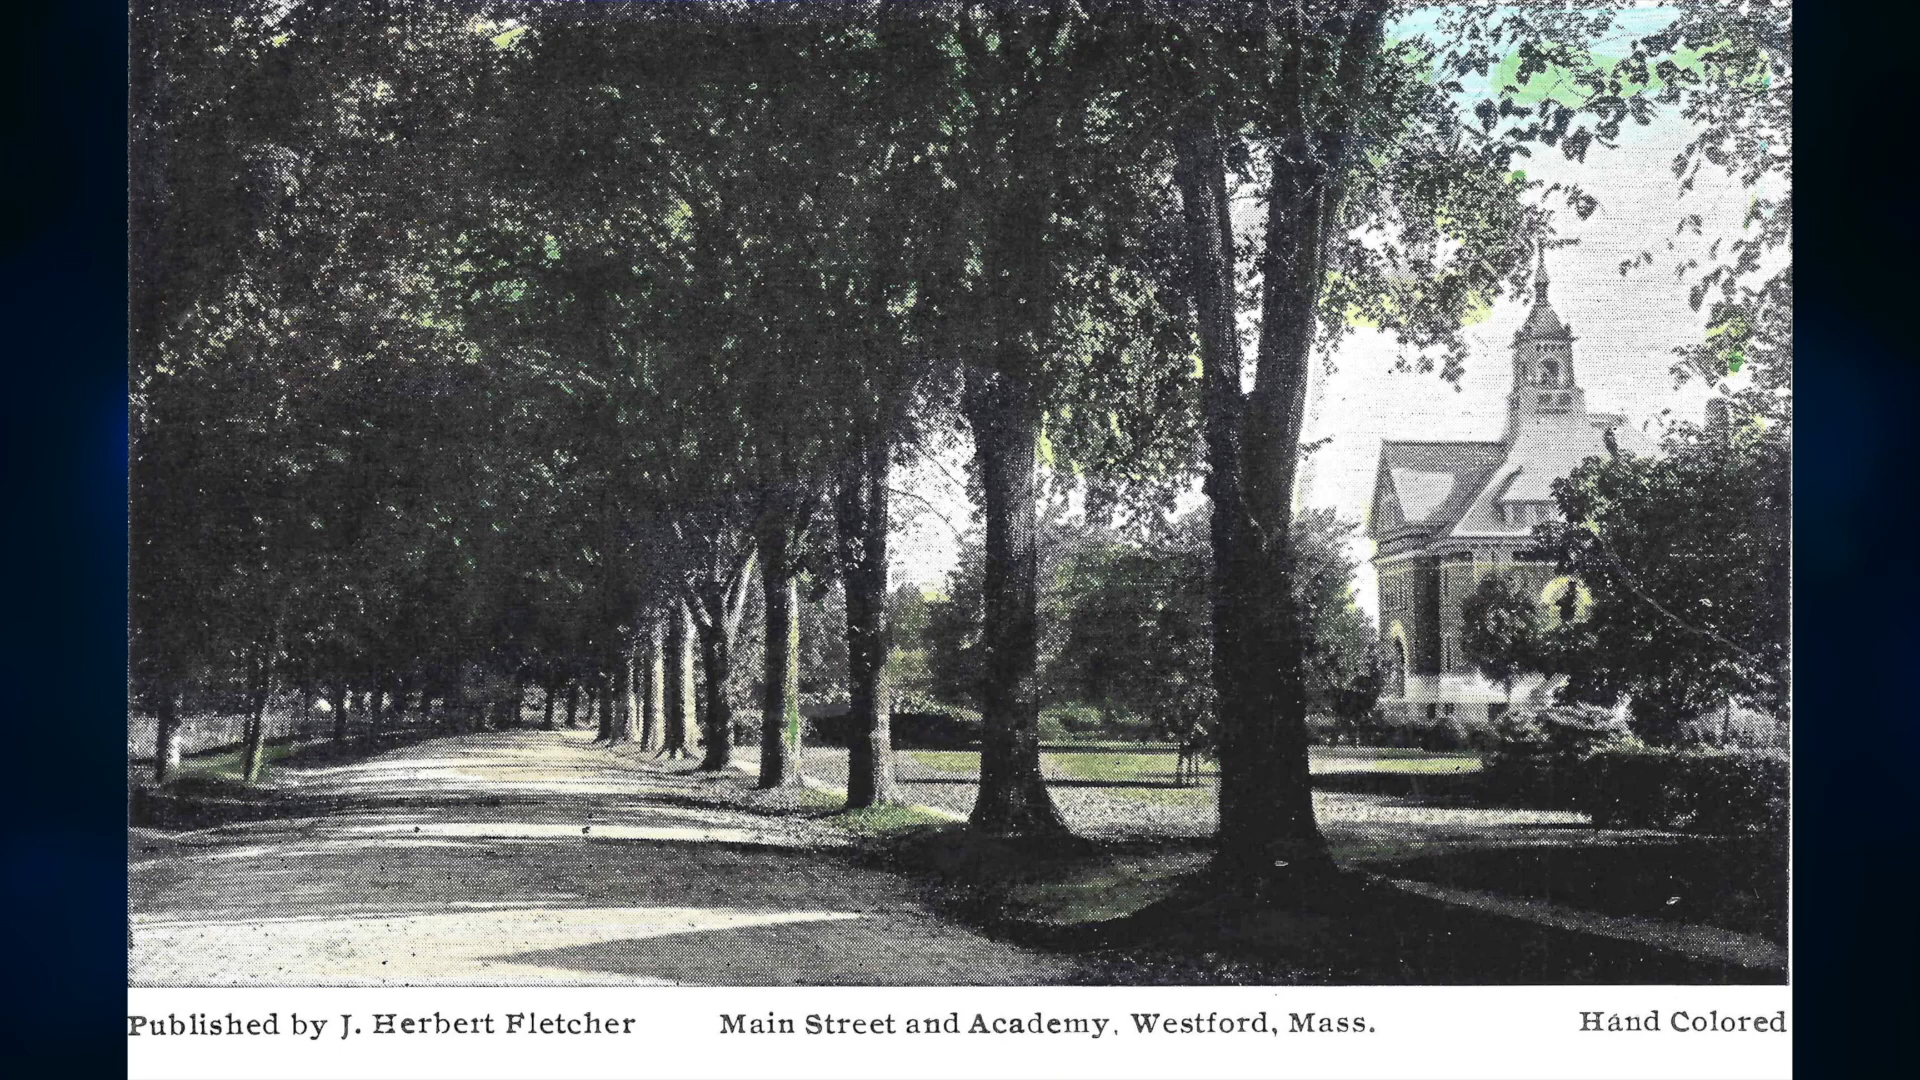 Published by J. Herbert Fletcher Main Street and Academy, Westford, Mass. Hand Colored